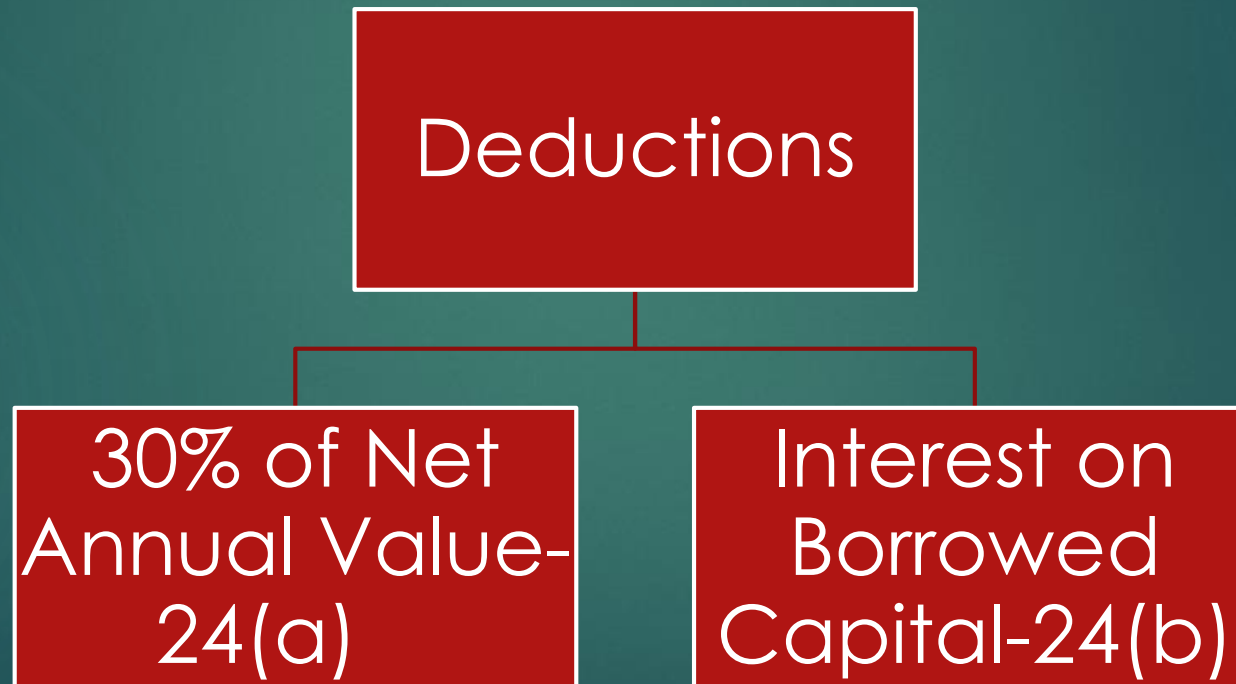 Deductions
30% of Net
Annual Value-
24(a)
Interest on
Borrowed
Capital-24(b)